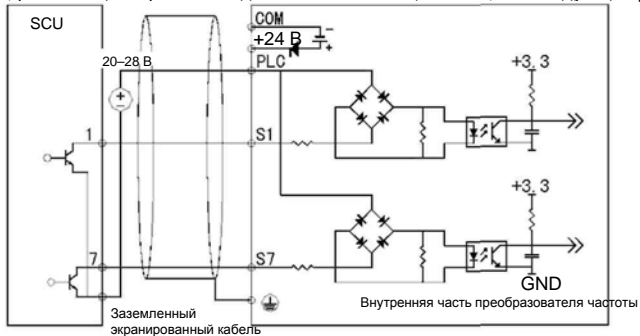 SCU
COM
+24 В
20–28 В
PLC
+3, 3
1
S1
+3, 3
7
S7
GND
Внутренняя часть преобразователя частоты
Заземленный
экранированный кабель